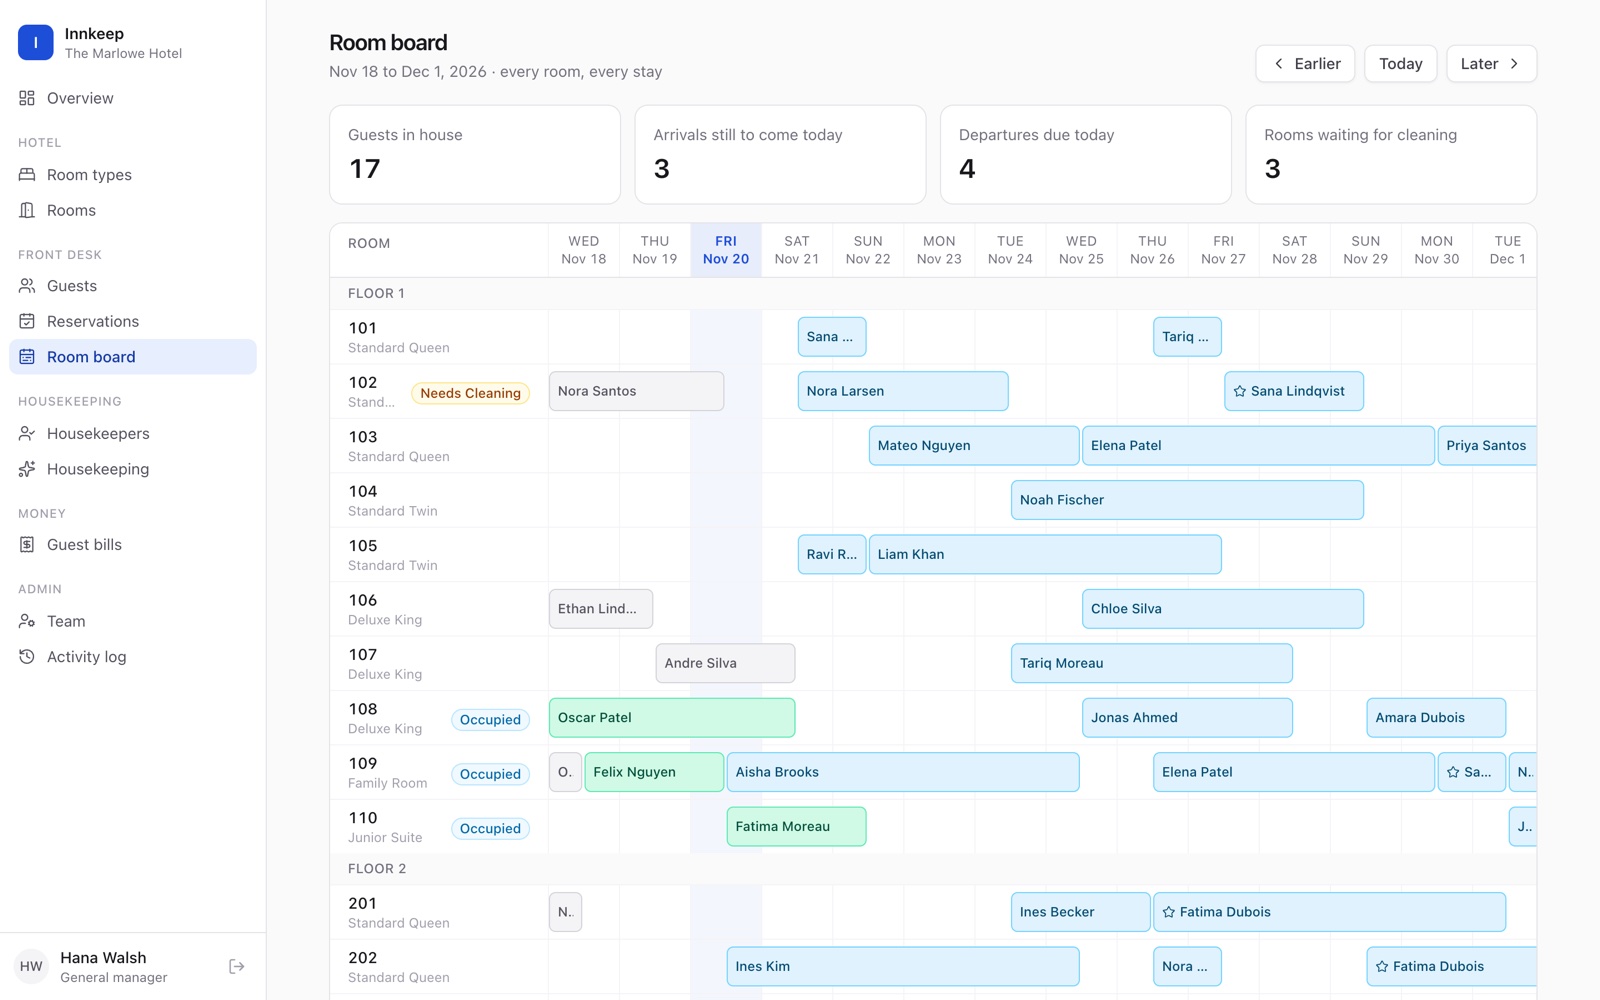 I
Innkeep
The Marlowe Hotel
Overview
HOTEL
Room types
Rooms
FRONT DESK
Guests
Reservations
Room board
HOUSEKEEPING
Housekeepers
Housekeeping
MONEY
Guest bills
ADMIN
Team
Activity log
HW
Hana Walsh
General manager
Room board
Nov 18 to Dec 1, 2026 · every room, every stay
Earlier
Today
Later
Guests in house
17
Arrivals still to come today
3
Departures due today
4
Rooms waiting for cleaning
3
ROOM
WED Nov 18
THU Nov 19
FRI Nov 20
SAT Nov 21
SUN Nov 22
MON Nov 23
TUE Nov 24
WED Nov 25
THU Nov 26
FRI Nov 27
SAT Nov 28
SUN Nov 29
MON Nov 30
TUE Dec 1
FLOOR 1
101
Standard Queen
Sana ...
Tariq ...
102
Stand...
Needs Cleaning
Nora Santos
Nora Larsen
Sana Lindqvist
103
Standard Queen
Mateo Nguyen
Elena Patel
Priya Santos
104
Standard Twin
Noah Fischer
105
Standard Twin
Ravi R...
Liam Khan
106
Deluxe King
Ethan Lind...
Chloe Silva
107
Deluxe King
Andre Silva
Tariq Moreau
108
Deluxe King
Occupied
Oscar Patel
Jonas Ahmed
Amara Dubois
109
Family Room
Occupied
O.
Felix Nguyen
Aisha Brooks
Elena Patel
Sa...
N..
110
Junior Suite
Occupied
Fatima Moreau
J..
FLOOR 2
201
Standard Queen
N.
Ines Becker
Fatima Dubois
202
Standard Queen
Ines Kim
Nora ...
Fatima Dubois